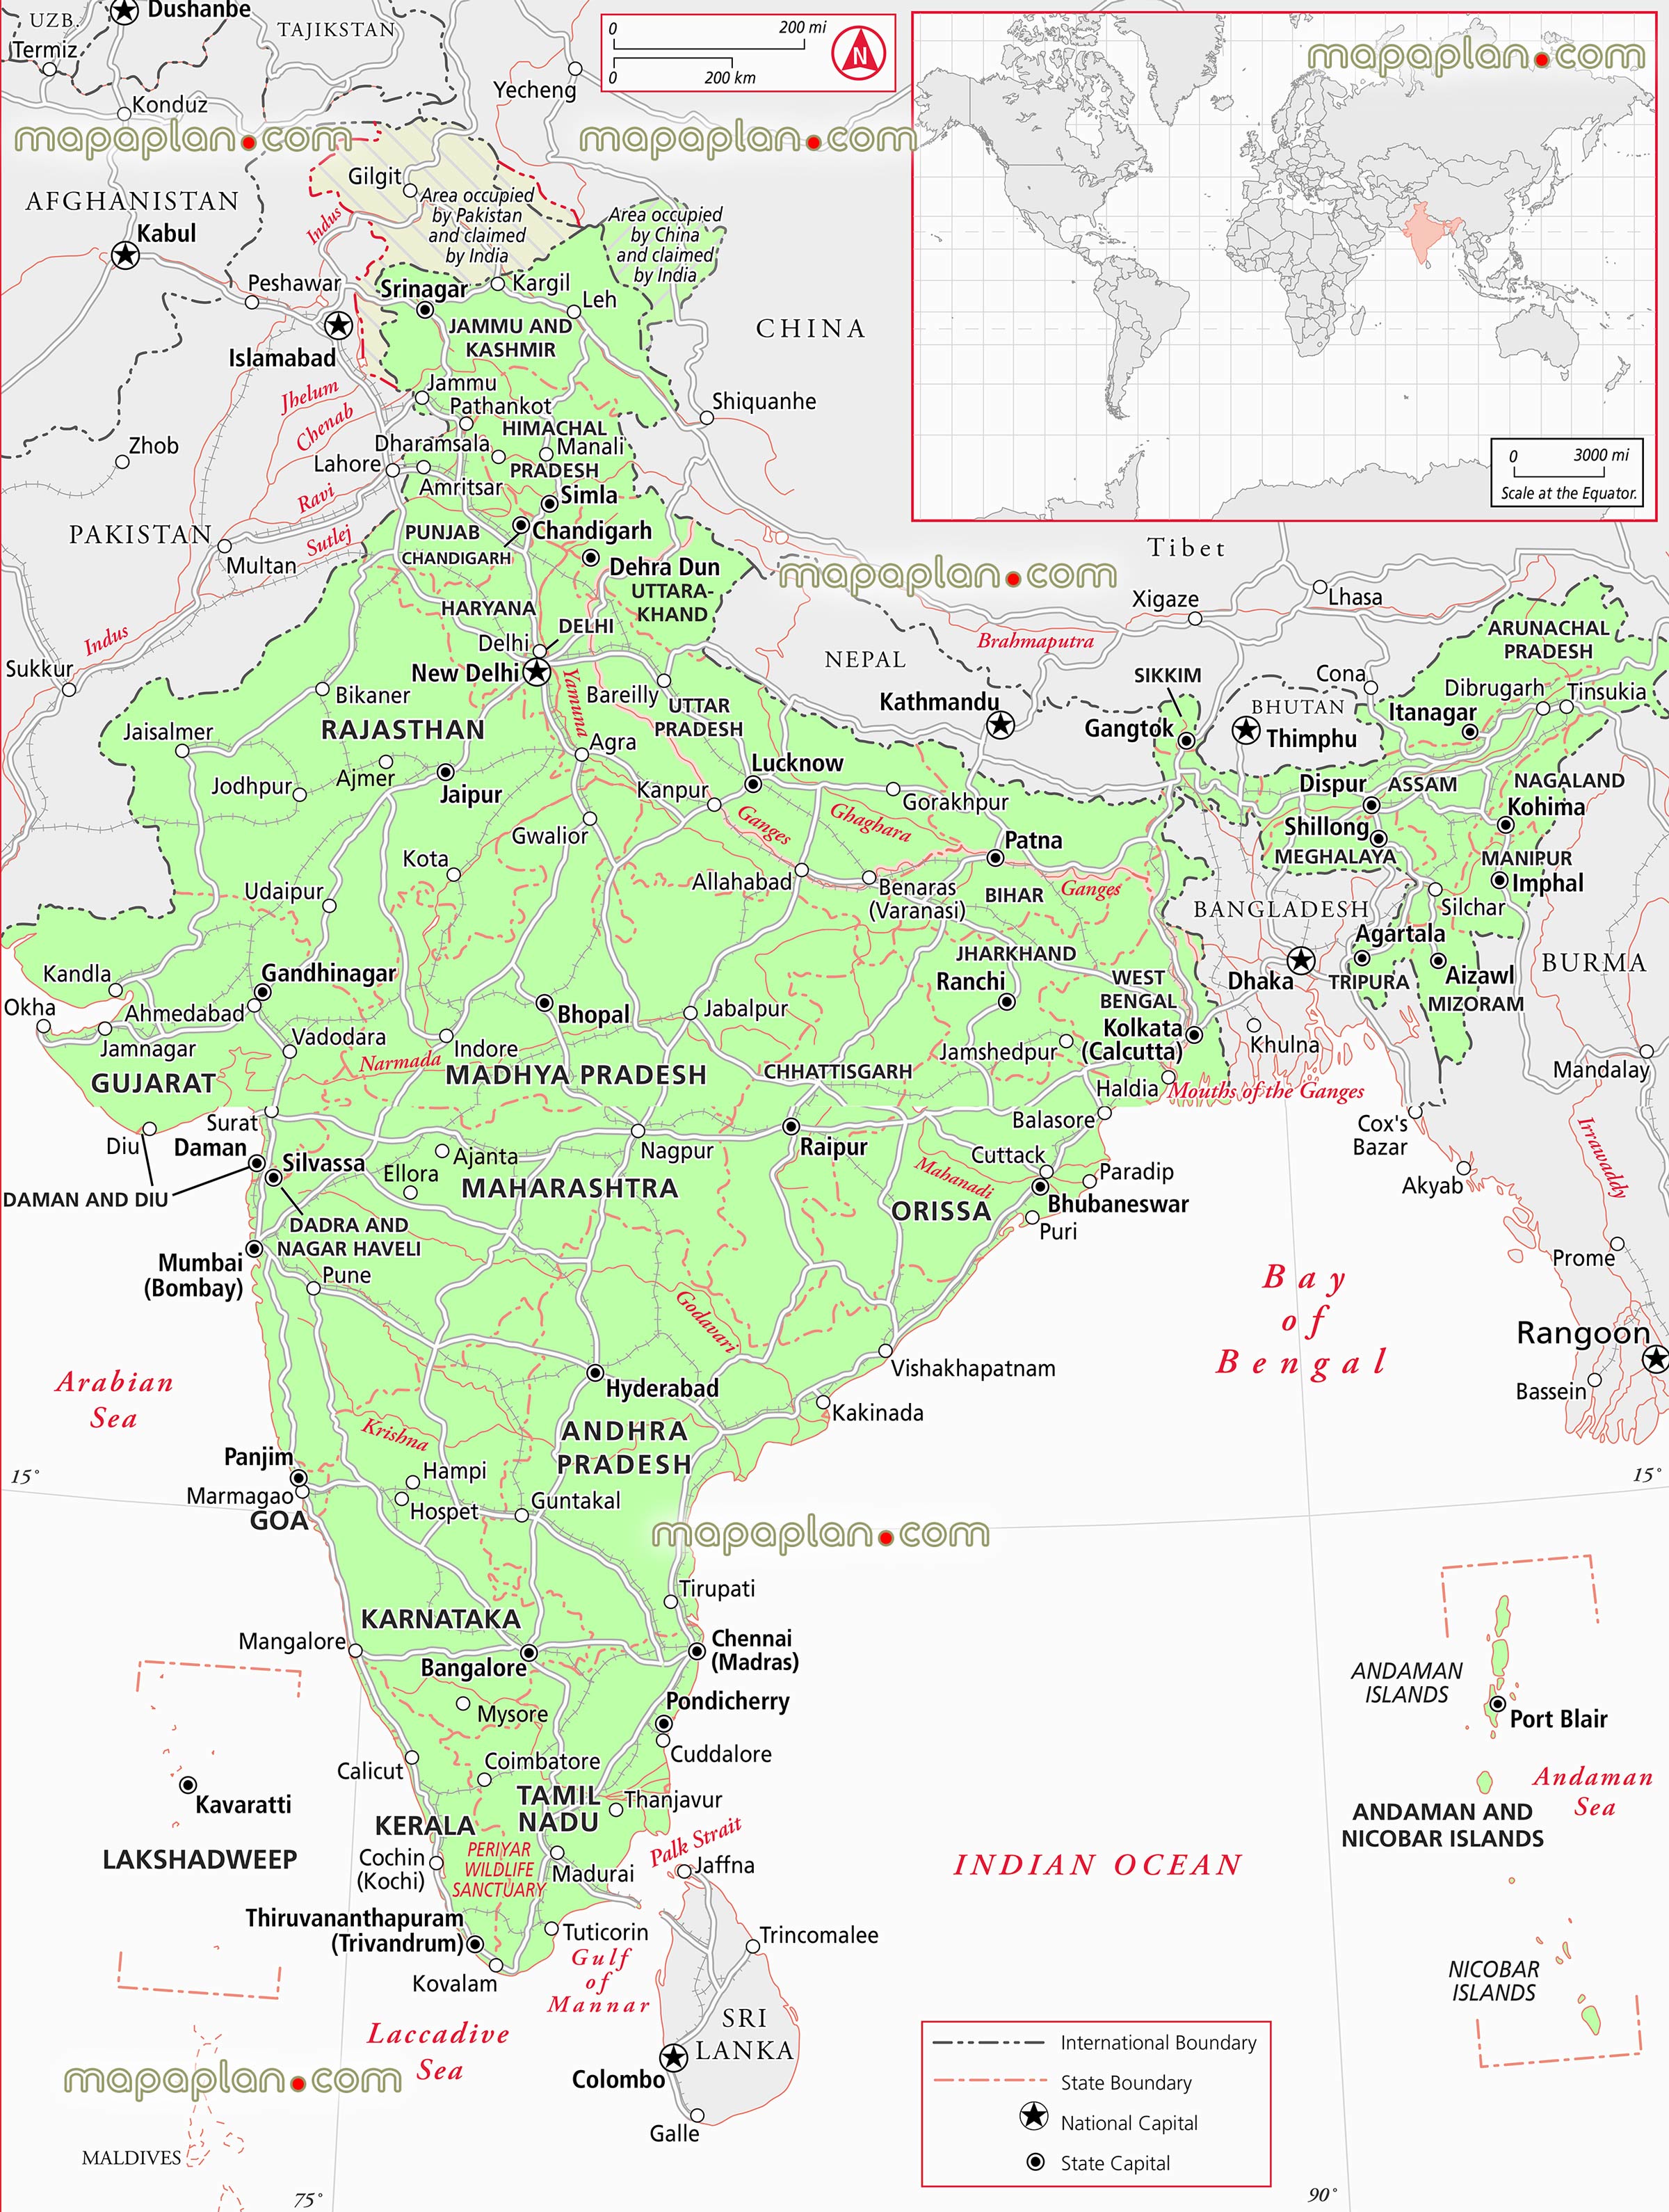 UZB.
Dushanbe
TAJIKSTAN
Termiz
Konduz
Yecheng
0 200 mi
0 200 km
N
mapaplan.com
mapaplan.com
mapaplan.com
0 3000 mi
Scale at the Equator.
AFGHANISTAN
Kabul
Gilgit
Indus
Area occupied
by Pakistan
and claimed
by India
Area occupied
by China
and claimed
by India
Peshawar
Srinagar
Kargil
Leh
Islamabad
JAMMU AND
KASHMIR
CHINA
Jhelum
Chenab
Jammu
Pathankot
Shiquanhe
Zhob
HIMACHAL
PRADESH
Dharamsala
Manali
Lahore
Amritsar
Simla
Ravi
PAKISTAN
Sutlej
PUNJAB
Chandigarh
CHANDIGARH
Multan
Dehra Dun
UTTARA-
KHAND
mapaplan.com
Tibet
HARYANA
DELHI
Delhi
New Delhi
Indus
Sukkur
Xigaze
Lhasa
Brahmaputra
NEPAL
Kathmandu
SIKKIM
Gangtok
BHUTAN
Thimphu
Cona
ARUNACHAL
PRADESH
Dibrugarh
Tinsukia
Itanagar
Bikaner
Yamuna
Bareilly
UTTAR
PRADESH
RAJASTHAN
Jaisalmer
Agra
Jodhpur
Ajmer
Jaipur
Lucknow
Kanpur
Gorakhpur
Gwalior
Ganges
Ghaghara
Dispur
ASSAM
NAGALAND
Kohima
Shillong
MEGHALAYA
MANIPUR
Imphal
Kota
Patna
Allahabad
Benaras
(Varanasi)
BIHAR
Ganges
Udaipur
BANGLADESH
Silchar
Agartala
Dhaka
TRIPURA
Aizawl
MIZORAM
BURMA
JHARKHAND
Ranchi
WEST
BENGAL
Kandla
Gandhinagar
Okha
Ahmedabad
Jamnagar
Vadodara
Bhopal
Jabalpur
Indore
Narmada
GUJARAT
MADHYA PRADESH
CHHATTISGARH
Jamshedpur
Kolkata
(Calcutta)
Khulna
Haldia
Mouths of the Ganges
Mandalay
Surat
Diu
Daman
Silvassa
DAMAN AND DIU
DADRA AND
NAGAR HAVELI
Ajanta
Ellora
Nagpur
Raipur
MAHARASHTRA
Balasore
Cuttack
Mahanadi
Paradip
Bhubaneswar
ORISSA
Puri
Cox's
Bazar
Akyab
Irrawaddy
Prome
Mumbai
(Bombay)
Pune
Godavari
Bay
of
Bengal
Rangoon
Bassein
Arabian
Sea
Vishakhapatnam
Hyderabad
Kakinada
ANDHRA
PRADESH
Krishna
Panjim
Marmagao
GOA
Hampi
Hospet
Guntakal
15°
15°
mapaplan.com
Tirupati
KARNATAKA
Mangalore
Bangalore
Chennai
(Madras)
Mysore
Pondicherry
Cuddalore
Calicut
Coimbatore
Kavaratti
TAMIL
NADU
Thanjavur
KERALA
LAKSHADWEEP
Cochin
(Kochi)
PERIYAR
WILDLIFE
SANCTUARY
Madurai
Palk Strait
Jaffna
Thiruvananthapuram
(Trivandrum)
Tuticorin
Trincomalee
Kovalam
Gulf
of
Mannar
INDIAN OCEAN
ANDAMAN
ISLANDS
Port Blair
Andaman
Sea
ANDAMAN AND
NICOBAR ISLANDS
NICOBAR
ISLANDS
Laccadive
Sea
SRI
LANKA
Colombo
Galle
mapaplan.com
MALDIVES
International Boundary
State Boundary
National Capital
State Capital
75°
90°